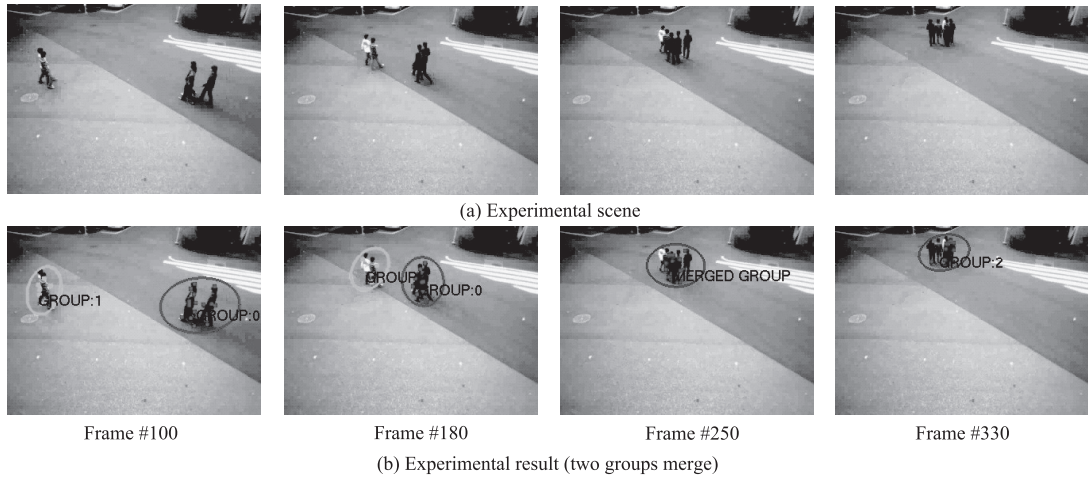 (a) Experimental scene
GROUP:1
GROUP:0
GROUP
GROUP:0
MERGED GROUP
GROUP:2
Frame #100
Frame #180
Frame #250
Frame #330
(b) Experimental result (two groups merge)